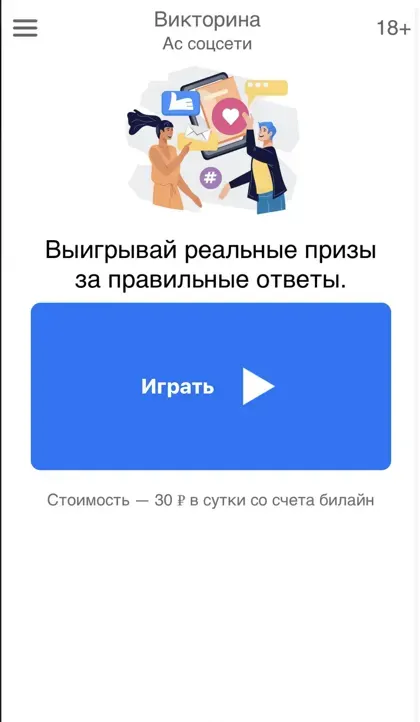 Викторина
Ас соцсети
18+
#
Выигрывай реальные призы
за правильные ответы.
Играть
Стоимость — 30 ₽ в сутки со счета билайн